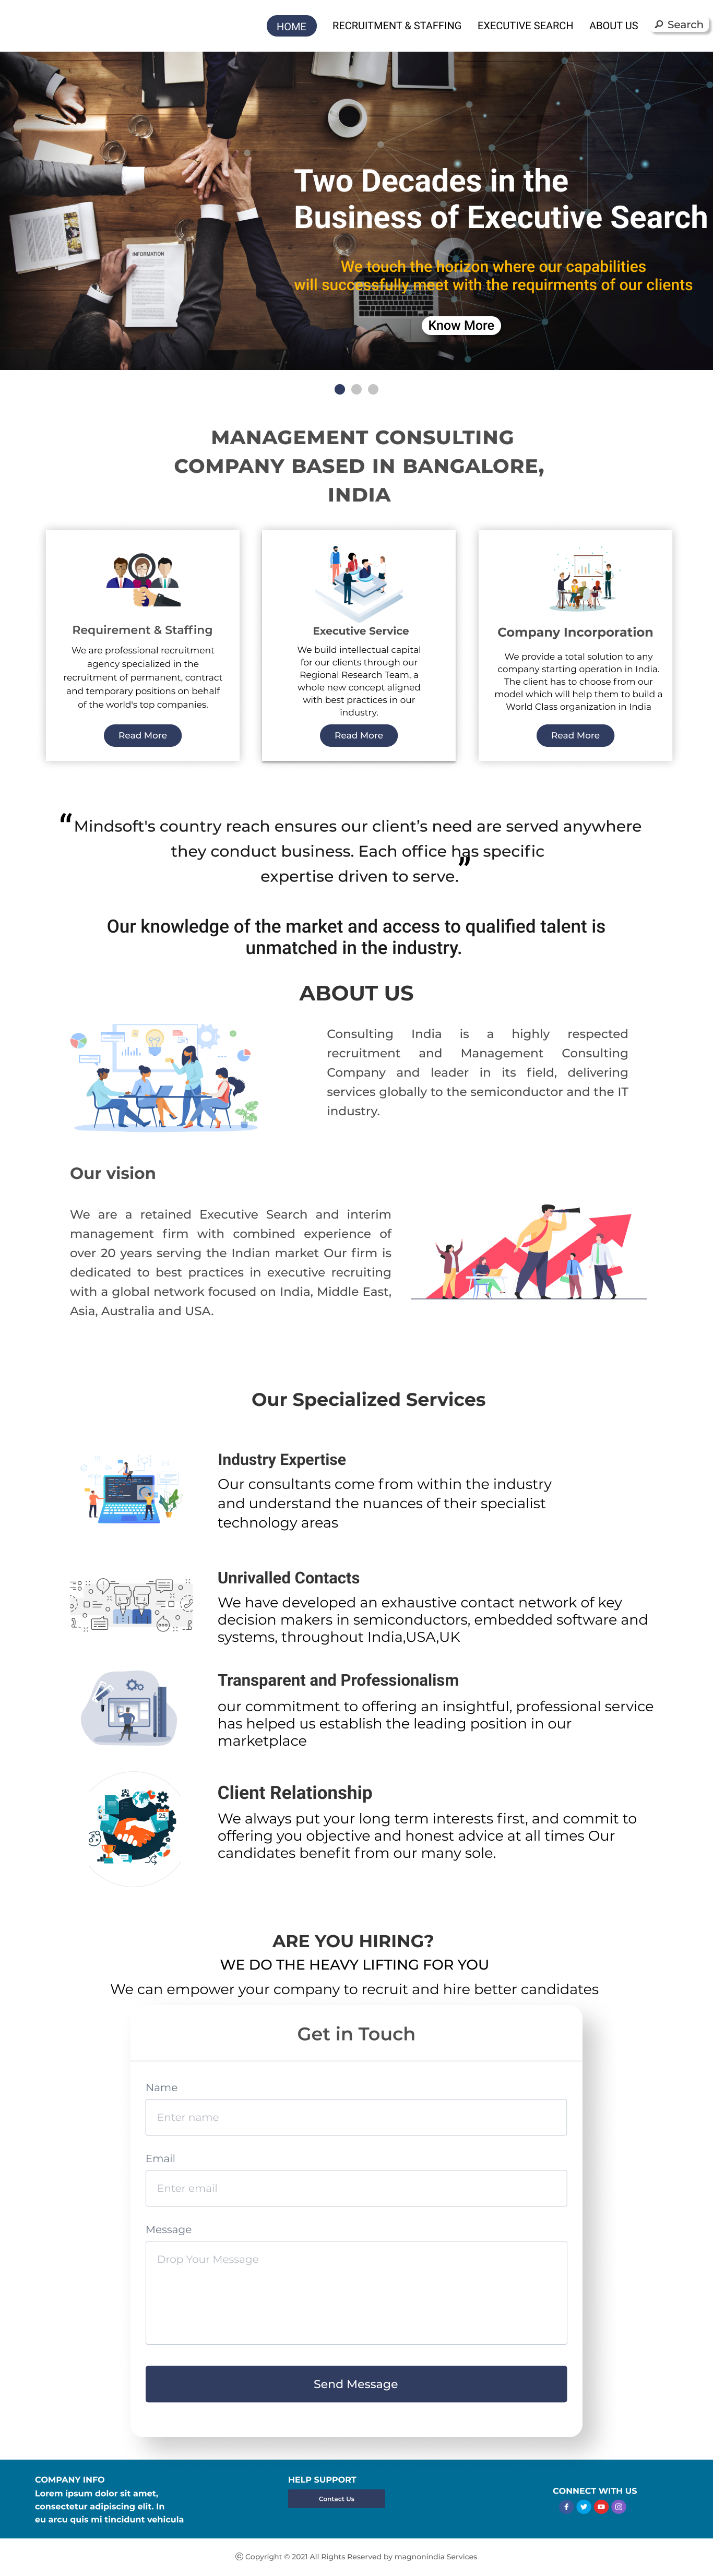 HOME
RECRUITMENT & STAFFING
EXECUTIVE SEARCH
ABOUT US
Search
INFORMATION
Two Decades in the
Business of Executive Search
We touch the horizon where our capabilities
will successfully meet with the requirments of our clients
Know More
MANAGEMENT CONSULTING
COMPANY BASED IN BANGALORE,
INDIA
Requirement & Staffing
We are professional recruitment
agency specialized in the
recruitment of permanent, contract
and temporary positions on behalf
of the world's top companies.
Read More
Executive Service
We build intellectual capital
for our clients through our
Regional Research Team, a
whole new concept aligned
with best practices in our
industry.
Read More
Company Incorporation
We provide a total solution to any
company starting operation in India.
The client has to choose from our
model which will help them to build a
World Class organization in India
Read More
“Mindsoft's country reach ensures our client’s need are served anywhere
they conduct business. Each office has specific
expertise driven to serve.”
Our knowledge of the market and access to qualified talent is
unmatched in the industry.
ABOUT US
Consulting India is a highly respected
recruitment and Management Consulting
Company and leader in its field, delivering
services globally to the semiconductor and the IT
industry.
Our vision
We are a retained Executive Search and interim
management firm with combined experience of
over 20 years serving the Indian market Our firm is
dedicated to best practices in executive recruiting
with a global network focused on India, Middle East,
Asia, Australia and USA.
Our Specialized Services
Industry Expertise
Our consultants come from within the industry
and understand the nuances of their specialist
technology areas
Unrivalled Contacts
We have developed an exhaustive contact network of key
decision makers in semiconductors, embedded software and
systems, throughout India,USA,UK
Transparent and Professionalism
our commitment to offering an insightful, professional service
has helped us establish the leading position in our
marketplace
25
Client Relationship
We always put your long term interests first, and commit to
offering you objective and honest advice at all times Our
candidates benefit from our many sole.
ARE YOU HIRING?
WE DO THE HEAVY LIFTING FOR YOU
We can empower your company to recruit and hire better candidates
Get in Touch
Name
Enter name
Email
Enter email
Message
Drop Your Message
Send Message
COMPANY INFO
Lorem ipsum dolor sit amet,
consectetur adipiscing elit. In
eu arcu quis mi tincidunt vehicula
HELP SUPPORT
Contact Us
CONNECT WITH US
© Copyright © 2021 All Rights Reserved by magnonindia Services